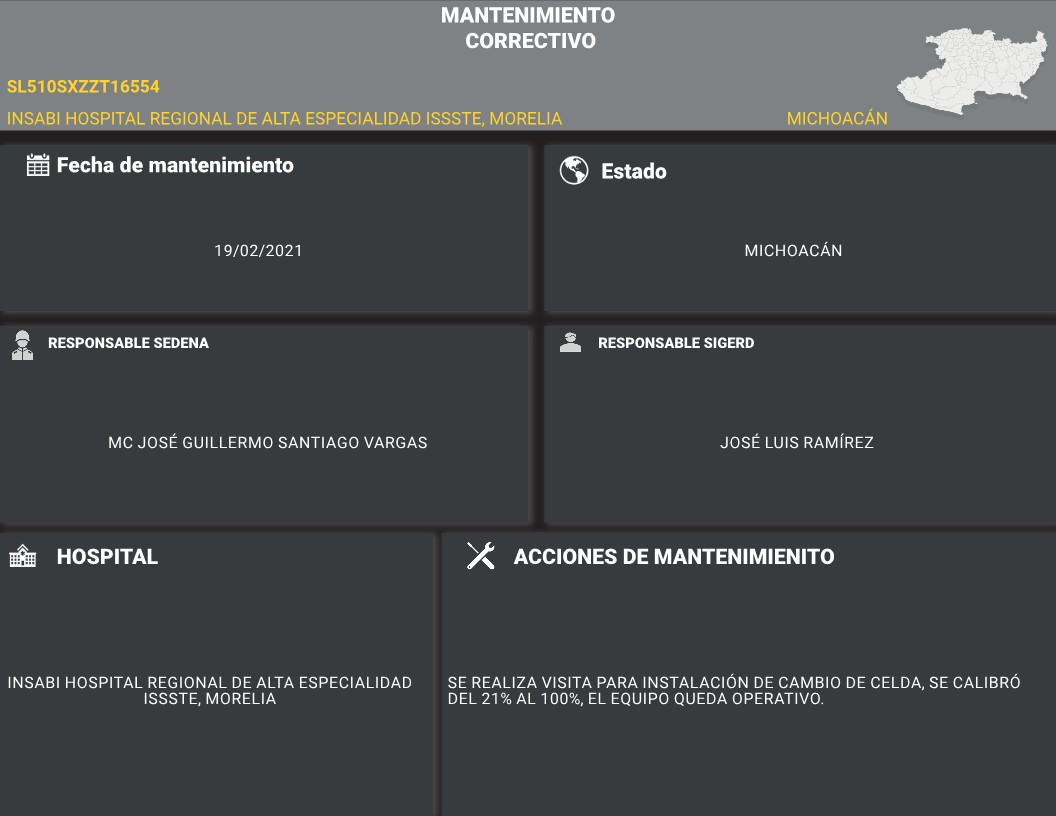 MANTENIMIENTO
CORRECTIVO
SL510SXZZT16554
INSABI HOSPITAL REGIONAL DE ALTA ESPECIALIDAD ISSSTE, MORELIA
MICHOACÁN
Fecha de mantenimiento
19/02/2021
Estado
MICHOACÁN
RESPONSABLE SEDENA
MC JOSÉ GUILLERMO SANTIAGO VARGAS
RESPONSABLE SIGERD
JOSÉ LUIS RAMÍREZ
HOSPITAL
INSABI HOSPITAL REGIONAL DE ALTA ESPECIALIDAD
ISSSTE, MORELIA
ACCIONES DE MANTENIMIENITO
SE REALIZA VISITA PARA INSTALACIÓN DE CAMBIO DE CELDA, SE CALIBRÓ
DEL 21% AL 100%, EL EQUIPO QUEDA OPERATIVO.